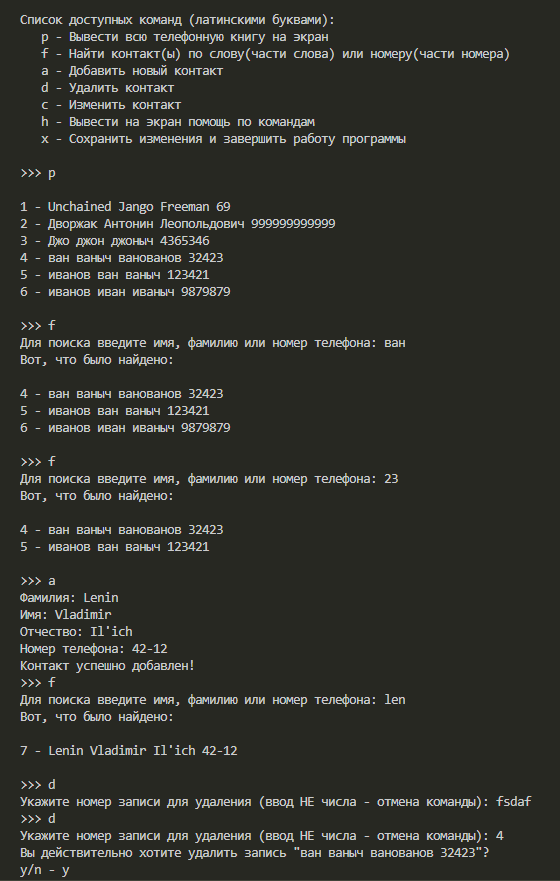 Список доступных команд (латинскими буквами):
p - Вывести всю телефонную книгу на экран
f - Найти контакт(ы) по слову(части слова) или номеру(части номера)
a - Добавить новый контакт
d - Удалить контакт
c - Изменить контакт
h - Вывести на экран помощь по командам
x - Сохранить изменения и завершить работу программы
>>> p
1 - Unchained Jango Freeman 69
2 - Дворжак Антонин Леопольдович 999999999999
3 - Джо джон джоныч 4365346
4 - ван ваныч ванованов 32423
5 - иванов ван ваныч 123421
6 - иванов иван иваныч 9879879
>>> f
Для поиска введите имя, фамилию или номер телефона: ван
Вот, что было найдено:
4 - ван ваныч ванованов 32423
5 - иванов ван ваныч 123421
6 - иванов иван иваныч 9879879
>>> f
Для поиска введите имя, фамилию или номер телефона: 23
Вот, что было найдено:
4 - ван ваныч ванованов 32423
5 - иванов ван ваныч 123421
>>> a
Фамилия: Lenin
Имя: Vladimir
Отчество: Il'ich
Номер телефона: 42-12
Контакт успешно добавлен!
>>> f
Для поиска введите имя, фамилию или номер телефона: len
Вот, что было найдено:
7 - Lenin Vladimir Il'ich 42-12
>>> d
Укажите номер записи для удаления (ввод НЕ числа - отмена команды): fsdaf
>>> d
Укажите номер записи для удаления (ввод НЕ числа - отмена команды): 4
Вы действительно хотите удалить запись "ван ваныч ванованов 32423"?
y/n - y